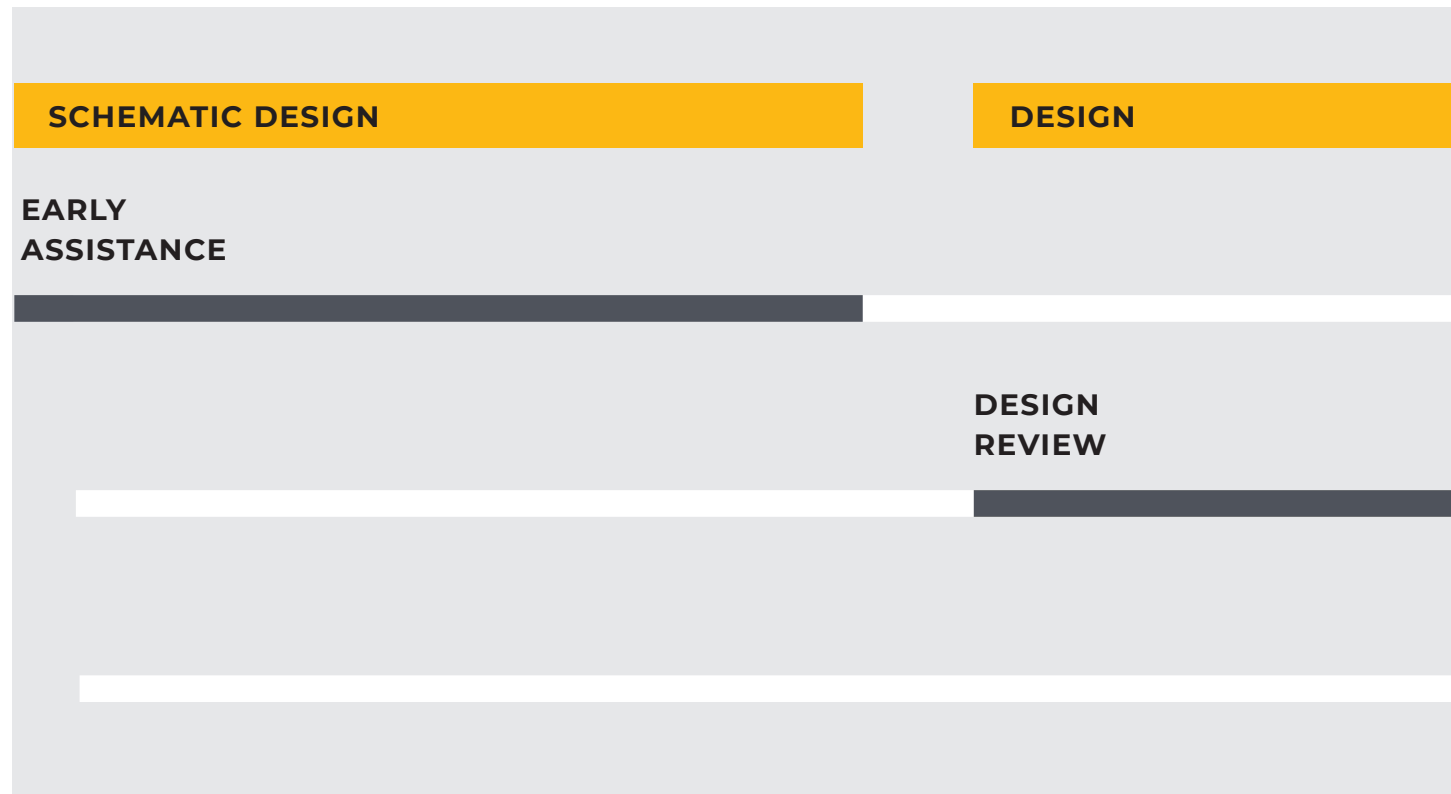 SCHEMATIC DESIGN
DESIGN
EARLY
ASSISTANCE
DESIGN
REVIEW